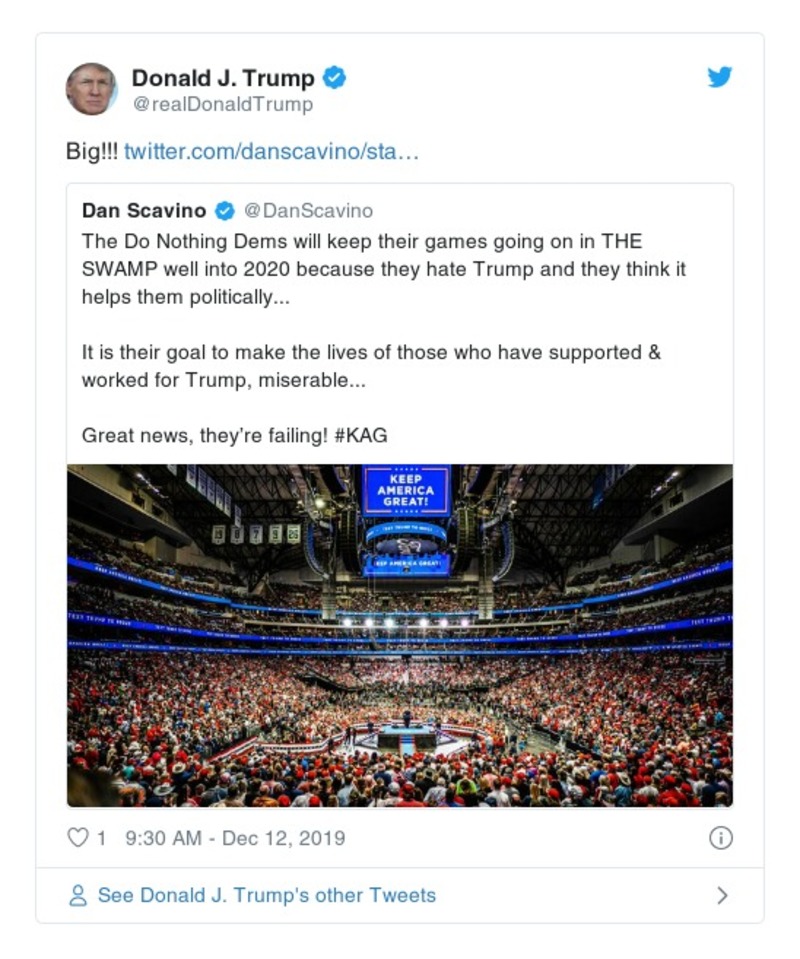 Donald J. Trump
@realDonaldTrump
Big!!! twitter.com/danscavino/sta…
Dan Scavino @DanScavino
The Do Nothing Dems will keep their games going on in THE
SWAMP well into 2020 because they hate Trump and they think it
helps them politically...
It is their goal to make the lives of those who have supported &
worked for Trump, miserable...
Great news, they're failing! #KAG
KEEP
AMERICA
GREAT!
KEEP AMERICA GREAT!
1 9:30 AM - Dec 12, 2019
See Donald J. Trump's other Tweets